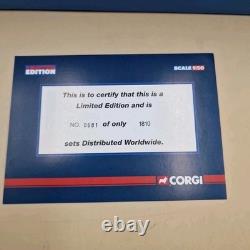 EDITION
SCALE 1:50
This is to certify that this is a
Limited Edition and is
NO. 0581 of only 1810
sets Distributed Worldwide.
CORGI